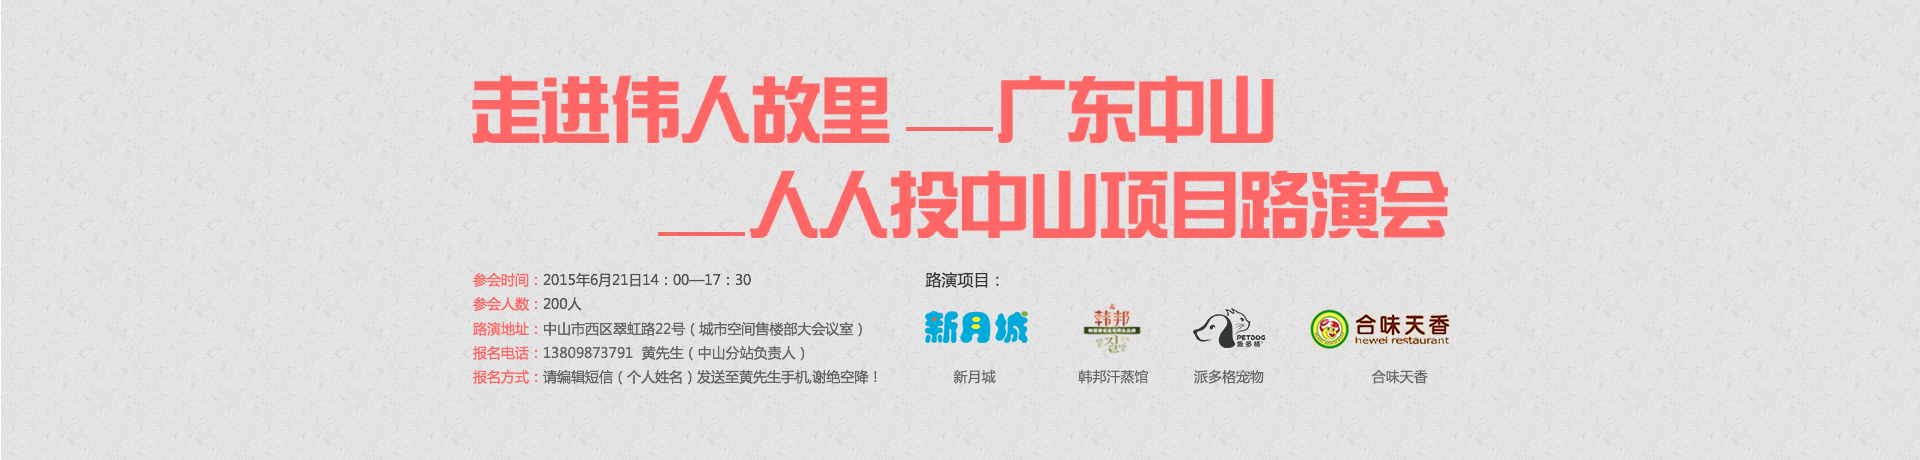 走进伟人故里 ——广东中山
——人人投中山项目路演会
参会时间：2015年6月21日14：00—17：30
参会人数：200人
路演地址：中山市西区翠虹路22号（城市空间售楼部大会议室）
报名电话：13809873791 黄先生（中山分站负责人）
报名方式：请编辑短信（个人姓名）发送至黄先生手机,谢绝空降！
路演项目：
新月城
韩邦
질
PETDOG
派多格
合味天香
hewei restaurant
新月城
韩邦汗蒸馆
派多格宠物
合味天香